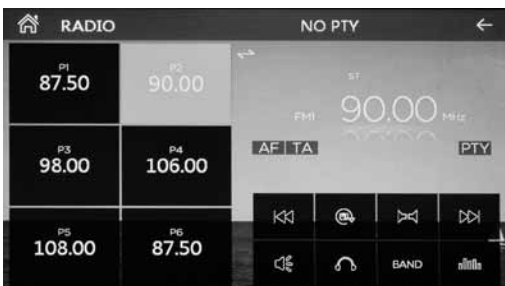 RADIO
NO PTY
P1
87.50
P2
90.00
P3
98.00
P4
106.00
P5
108.00
P6
87.50
ST
FM1 90.00 MHz
AF TA
PTY
BAND